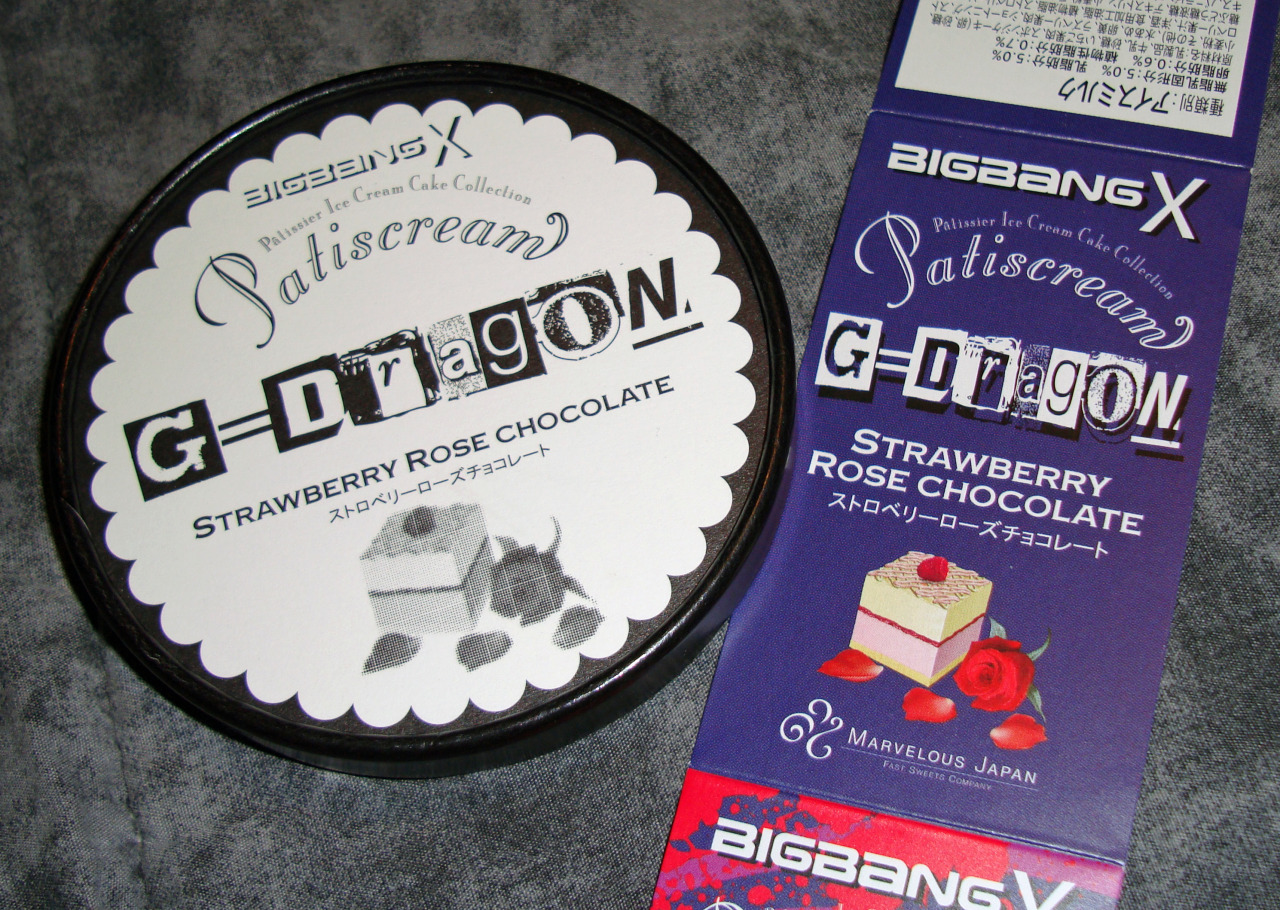 BIGBANG X
Patissier Ice Cream Cake Collection
Patiscream
G=DragON
STRAWBERRY ROSE CHOCOLATE
ストロベリーローズチョコレート
種類別:アイスミルク
無脂乳固形分:5.0% 乳脂肪分:5.0%
卵脂肪分:0.6% 植物性脂肪分:0.7%
BIGBANG X
Patissier Ice Cream Cake Collection
Patiscream
G=DragON
STRAWBERRY
ROSE CHOCOLATE
ストロベリーローズチョコレート
MARVELOUS JAPAN
FAST SWEETS COMPANY
BIGBANG X